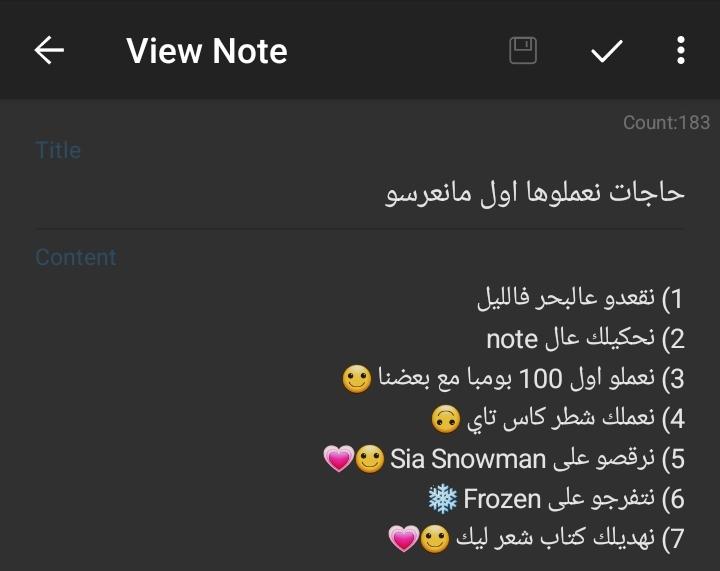 View Note
Count:183
Title
حاجات نعملوها اول مانعرسو
Content
1) نقعدو عالبحر فالليل
2) نحكيلك عال note
3) نعملو اول 100 بومبا مع بعضنا 🙂
4) نعملك شطر كاس تاي 🙃
5) نرقصو على Sia Snowman 🙂💗
6) نتفرجو على Frozen ❄️
7) نهديلك كتاب شعر ليك 🙂💗